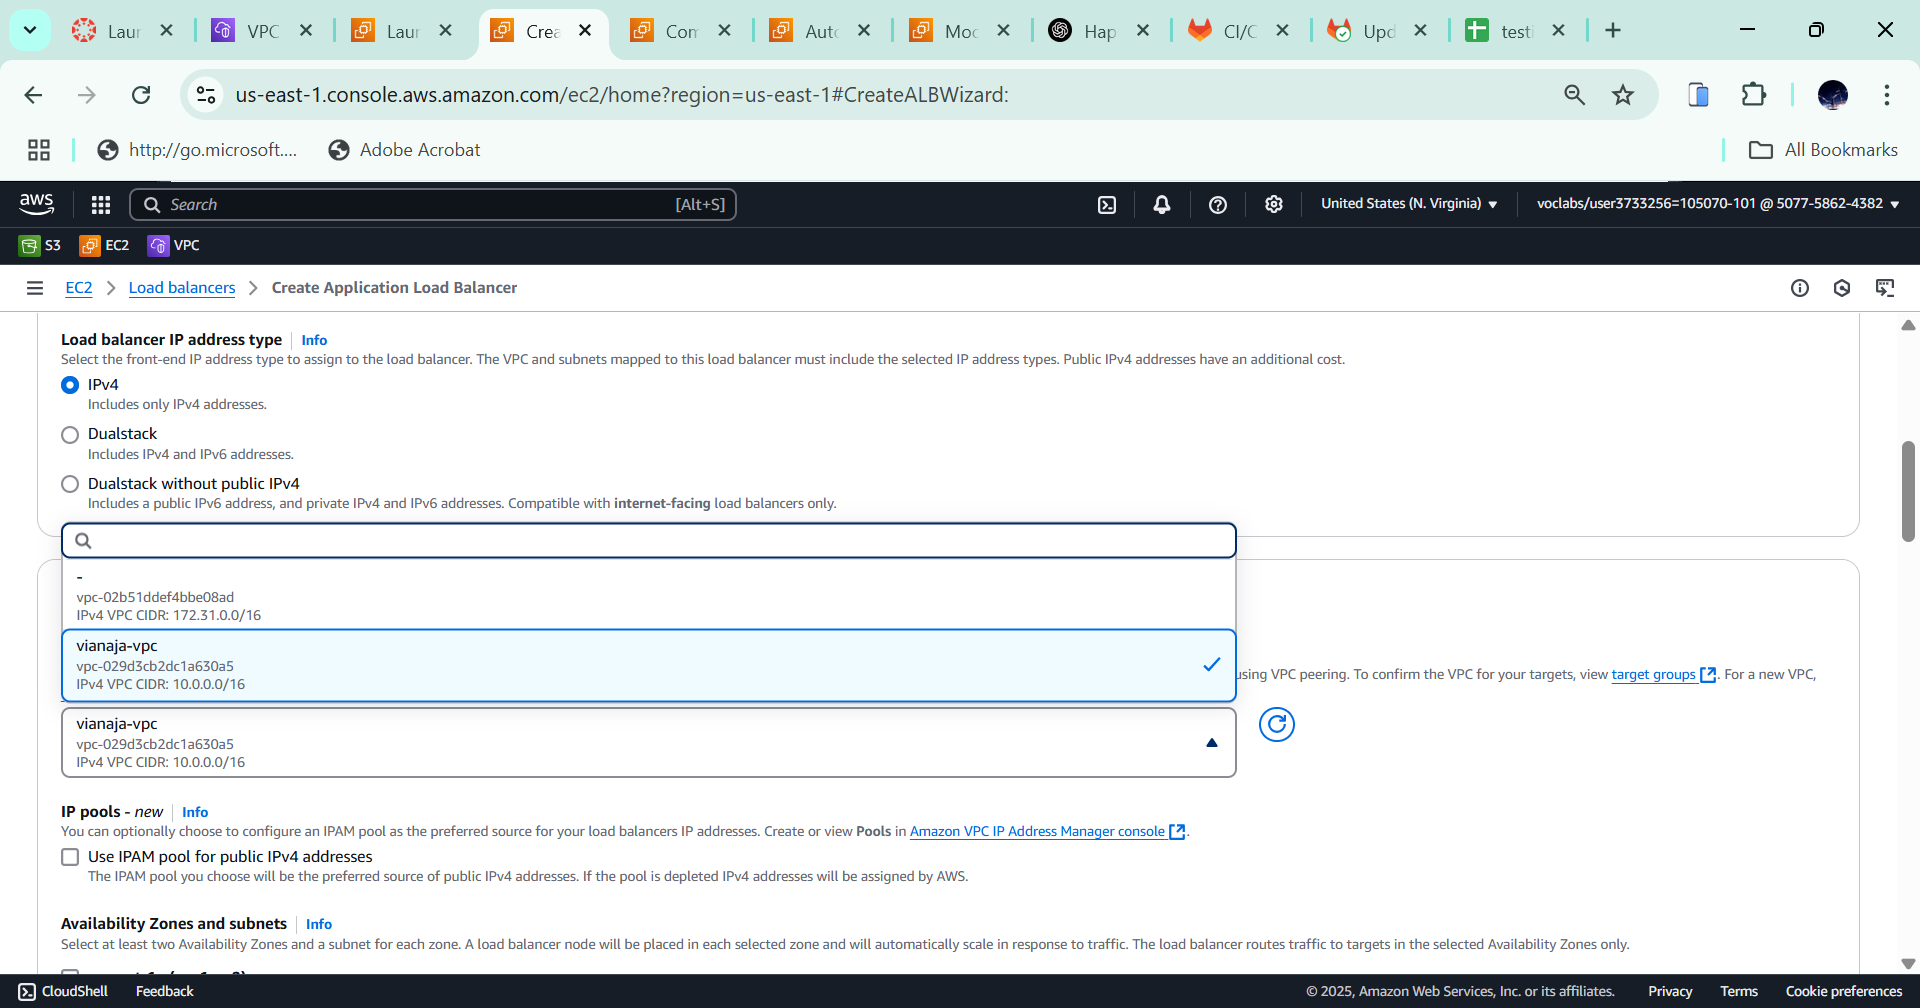 Laun
VPC
Laun
Crea
Com
Auto
Moc
Hap
CI/C
Upd
testi
us-east-1.console.aws.amazon.com/ec2/home?region=us-east-1#CreateALBWizard:
http://go.microsoft....
Adobe Acrobat
All Bookmarks
aws
Search
[Alt+S]
United States (N. Virginia)
voclabs/user3733256=105070-101 @ 5077-5862-4382
S3
EC2
VPC
EC2 > Load balancers > Create Application Load Balancer
Load balancer IP address type
Info
Select the front-end IP address type to assign to the load balancer. The VPC and subnets mapped to this load balancer must include the selected IP address types. Public IPv4 addresses have an additional cost.
IPv4
Includes only IPv4 addresses.
Dualstack
Includes IPv4 and IPv6 addresses.
Dualstack without public IPv4
Includes a public IPv6 address, and private IPv4 and IPv6 addresses. Compatible with internet-facing load balancers only.
-
vpc-02b51ddef4bbe08ad
IPv4 VPC CIDR: 172.31.0.0/16
vianaja-vpc
vpc-029d3cb2dc1a630a5
IPv4 VPC CIDR: 10.0.0.0/16
using VPC peering. To confirm the VPC for your targets, view target groups. For a new VPC,
vianaja-vpc
vpc-029d3cb2dc1a630a5
IPv4 VPC CIDR: 10.0.0.0/16
IP pools - new
Info
You can optionally choose to configure an IPAM pool as the preferred source for your load balancers IP addresses. Create or view Pools in Amazon VPC IP Address Manager console.
Use IPAM pool for public IPv4 addresses
The IPAM pool you choose will be the preferred source of public IPv4 addresses. If the pool is depleted IPv4 addresses will be assigned by AWS.
Availability Zones and subnets
Info
Select at least two Availability Zones and a subnet for each zone. A load balancer node will be placed in each selected zone and will automatically scale in response to traffic. The load balancer routes traffic to targets in the selected Availability Zones only.
CloudShell
Feedback
© 2025, Amazon Web Services, Inc. or its affiliates.
Privacy
Terms
Cookie preferences